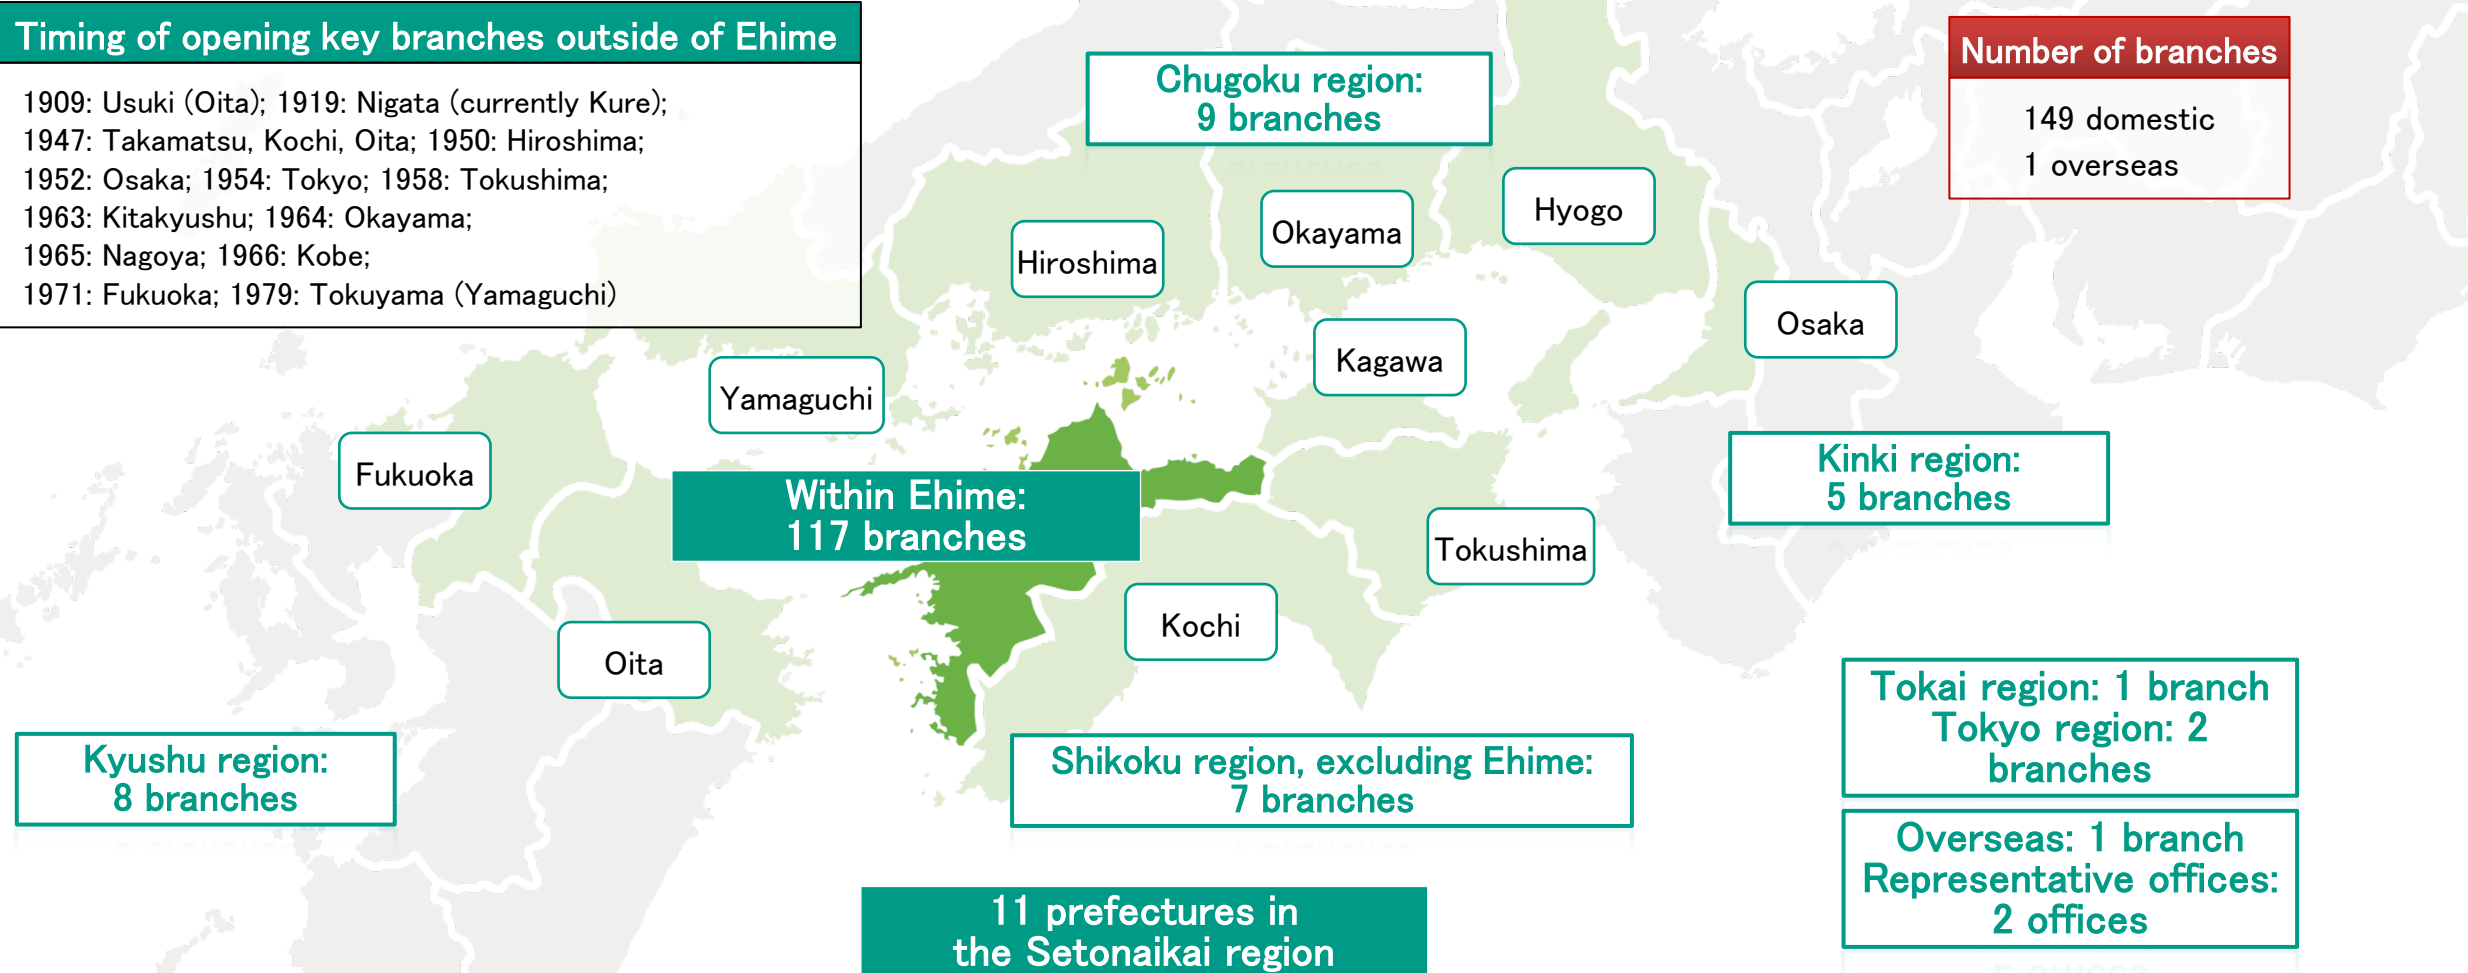 Timing of opening key branches outside of Ehime
1909: Usuki (Oita); 1919: Nigata (currently Kure);
1947: Takamatsu, Kochi, Oita; 1950: Hiroshima;
1952: Osaka; 1954: Tokyo; 1958: Tokushima;
1963: Kitakyushu; 1964: Okayama;
1965: Nagoya; 1966: Kobe;
1971: Fukuoka; 1979: Tokuyama (Yamaguchi)
Number of branches
149 domestic
1 overseas
Chugoku region:
9 branches
Hyogo
Okayama
Hiroshima
Osaka
Kagawa
Yamaguchi
Fukuoka
Kinki region:
5 branches
Within Ehime:
117 branches
Tokushima
Kochi
Oita
Tokai region: 1 branch
Tokyo region: 2
branches
Kyushu region:
8 branches
Shikoku region, excluding Ehime:
7 branches
Overseas: 1 branch
Representative offices:
2 offices
11 prefectures in
the Setonaikai region